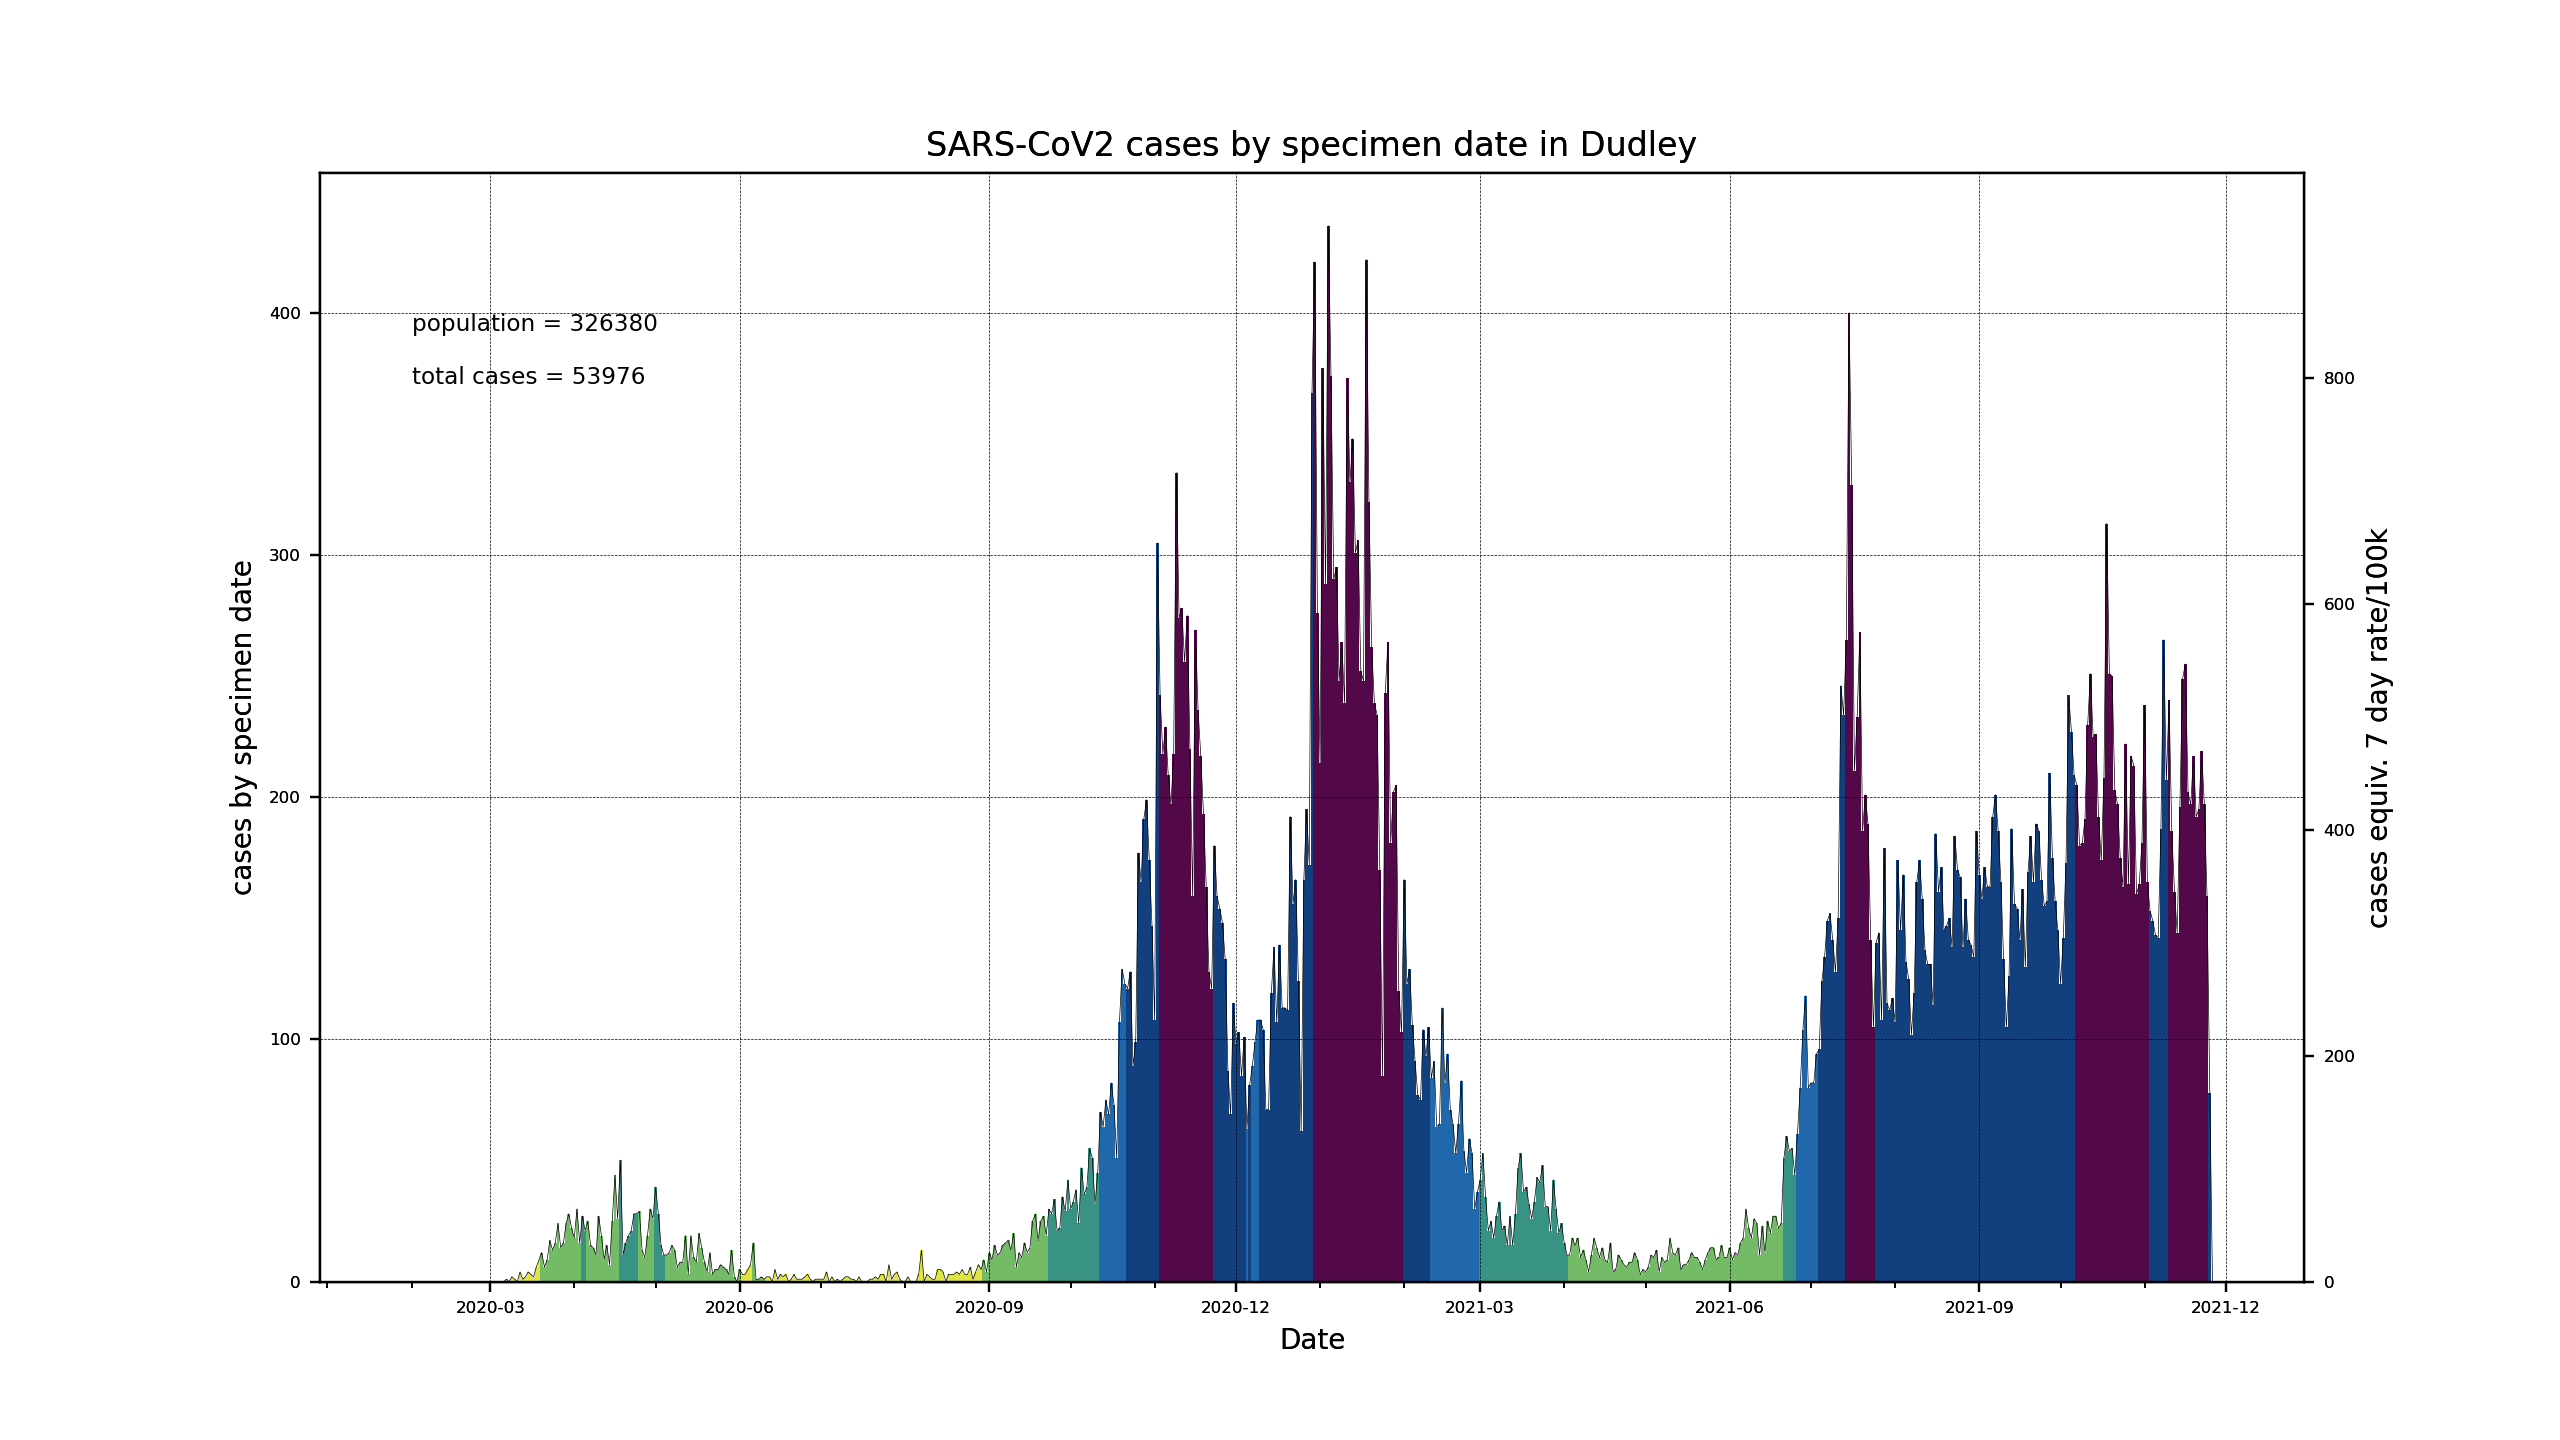 SARS-CoV2 cases by specimen date in Dudley
population = 326380
total cases = 53976
cases by specimen date
400
300
200
100
0
cases equiv. 7 day rate/100k
800
600
400
200
0
2020-03 2020-06 2020-09 2020-12 2021-03 2021-06 2021-09 2021-12
Date